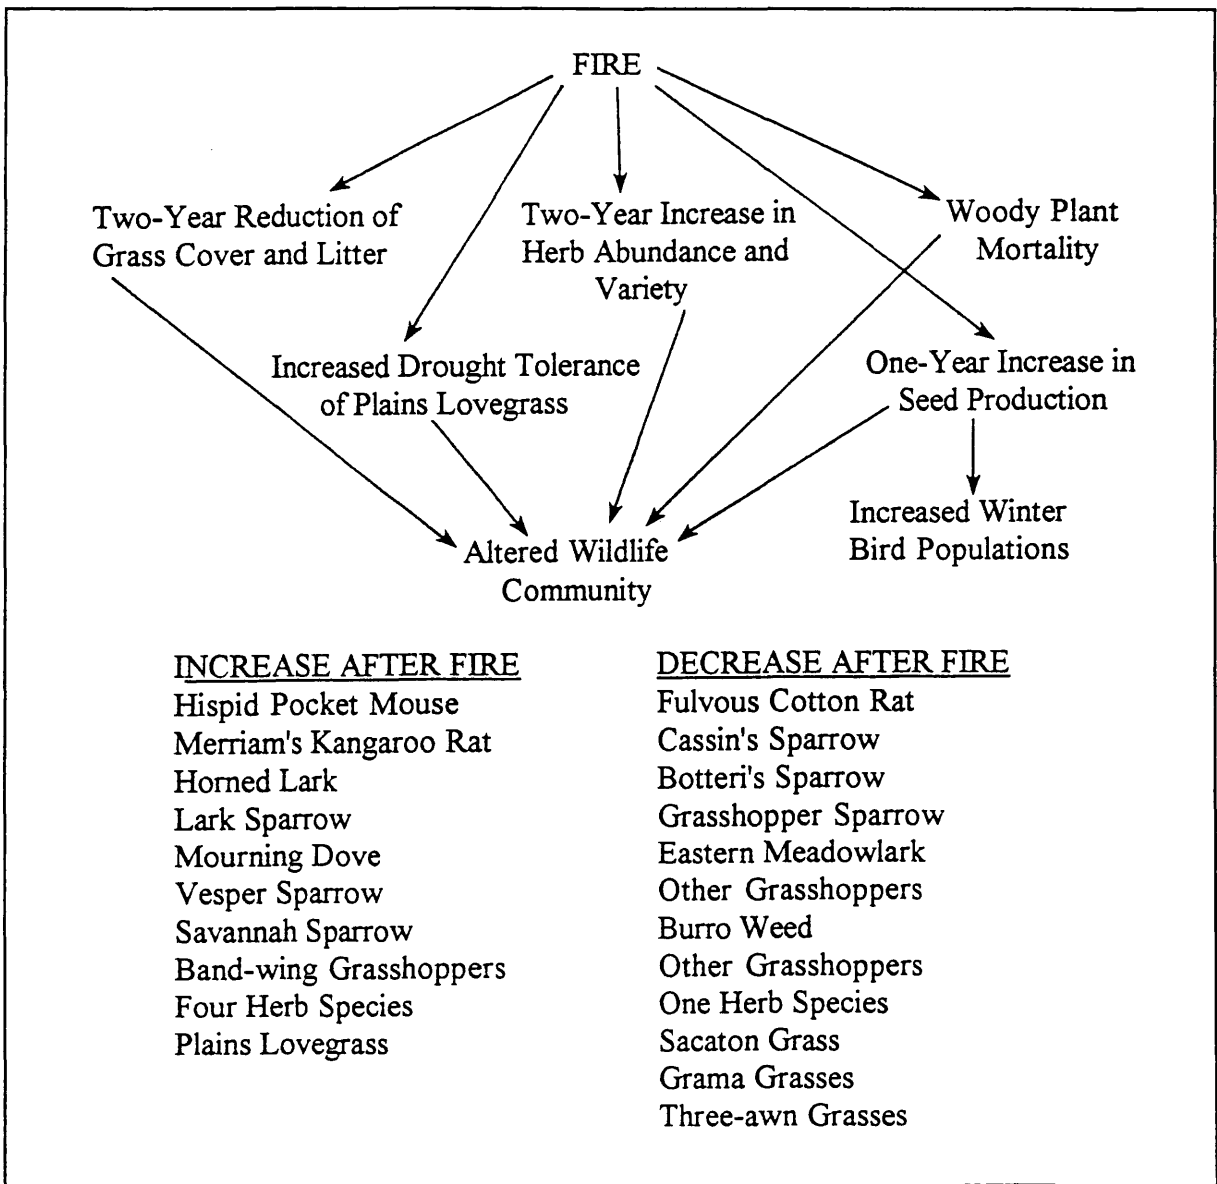 FIRE
Two-Year Reduction of
Grass Cover and Litter
Two-Year Increase in
Herb Abundance and
Variety
Woody Plant
Mortality
Increased Drought Tolerance
of Plains Lovegrass
One-Year Increase in
Seed Production
Increased Winter
Bird Populations
Altered Wildlife
Community
INCREASE AFTER FIRE
Hispid Pocket Mouse
Merriam's Kangaroo Rat
Horned Lark
Lark Sparrow
Mourning Dove
Vesper Sparrow
Savannah Sparrow
Band-wing Grasshoppers
Four Herb Species
Plains Lovegrass
DECREASE AFTER FIRE
Fulvous Cotton Rat
Cassin's Sparrow
Botteri's Sparrow
Grasshopper Sparrow
Eastern Meadowlark
Other Grasshoppers
Burro Weed
Other Grasshoppers
One Herb Species
Sacaton Grass
Grama Grasses
Three-awn Grasses